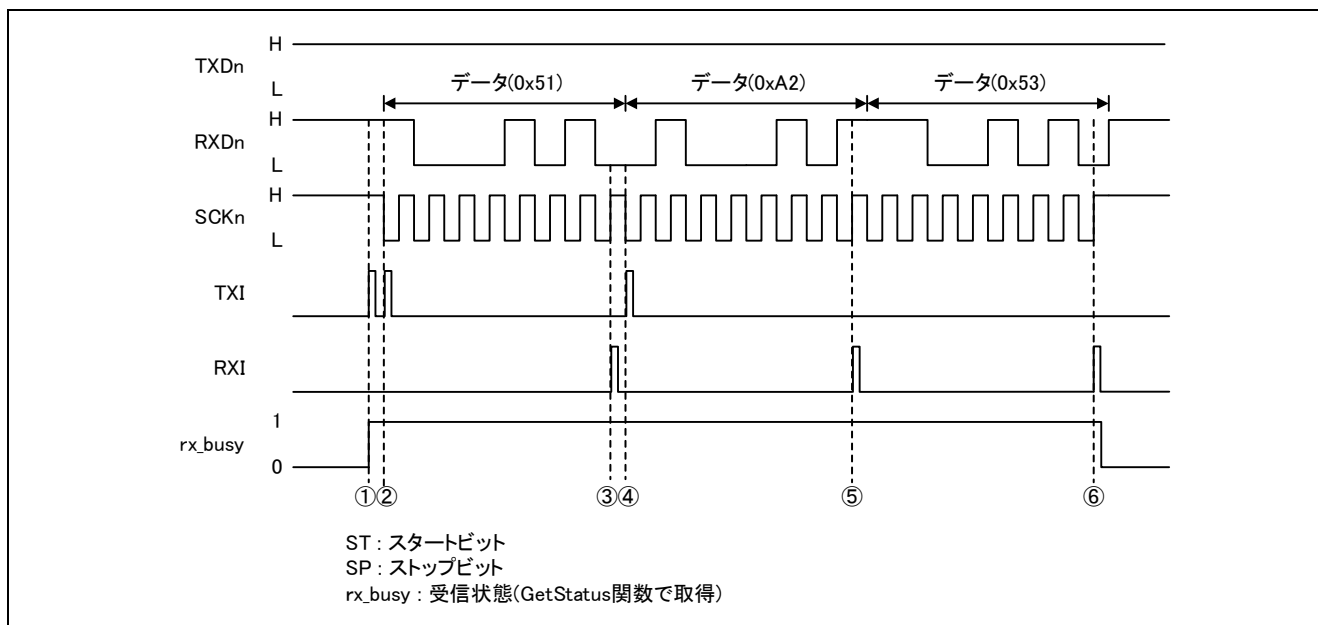 H
TXDn
L
データ(0x51) データ(0xA2) データ(0x53)
H
RXDn
L
H
SCKn
L
TXI
RXI
1
rx_busy
0
①② ③④ ⑤ ⑥
ST : スタートビット
SP : ストップビット
rx_busy : 受信状態(GetStatus関数で取得)